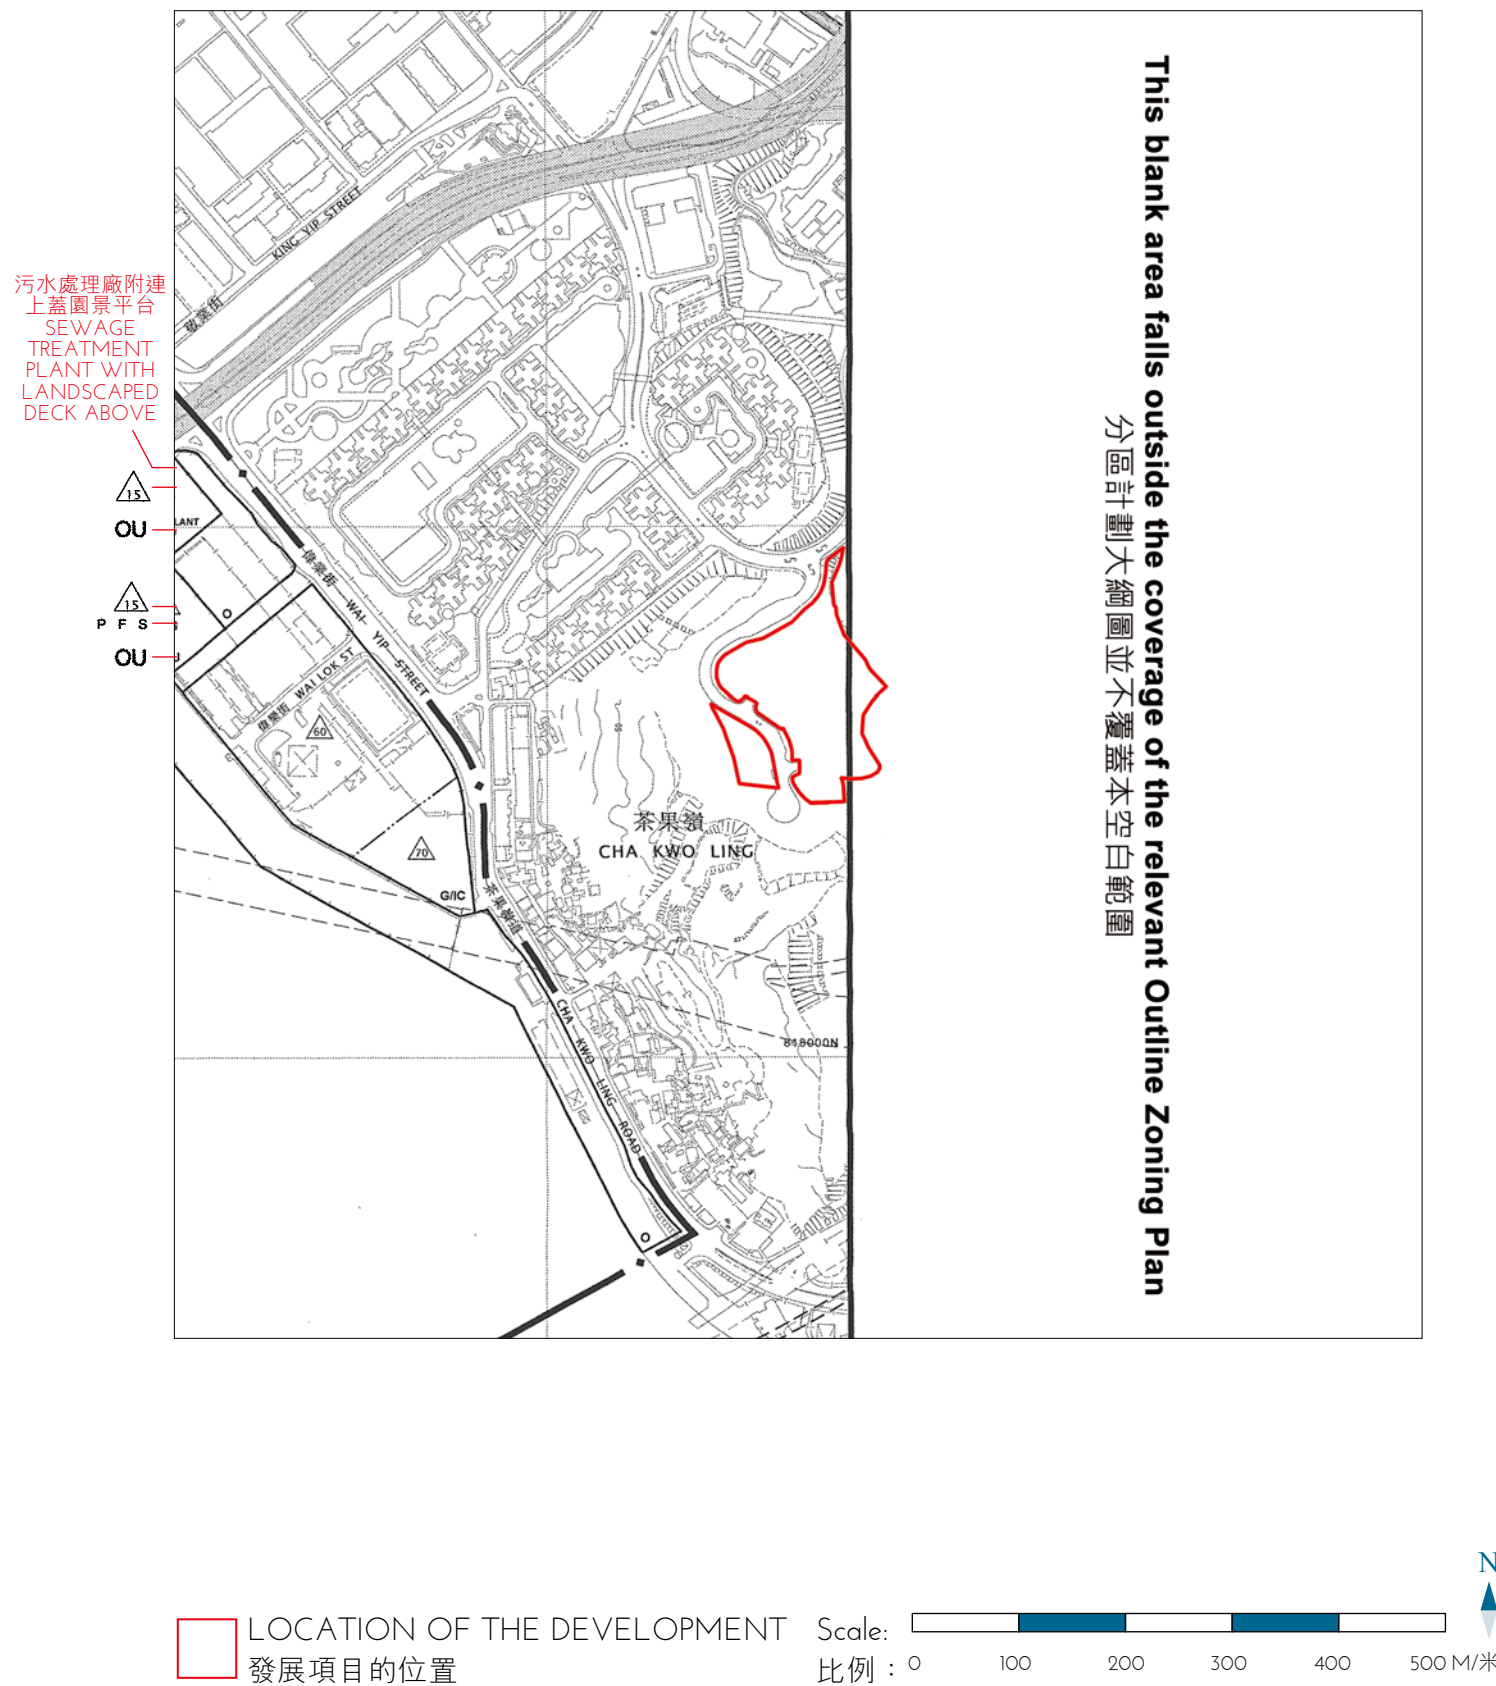 This blank area falls outside the coverage of the relevant Outline Zoning Plan
分區計劃大綱圖並不覆蓋本空白範圍
KING YIP STREET
敬業街
污水處理廠附連
上蓋園景平台
SEWAGE
TREATMENT
PLANT WITH
LANDSCAPED
DECK ABOVE
15
OU
LANT
15
P F S
OU
O
偉業街
WAI YIP STREET
偉樂街
WAI LOK ST
60
70
G/IC
茶果嶺
CHA KWO LING
茶果嶺道
CHA KWO LING ROAD
818000N
O
LOCATION OF THE DEVELOPMENT
發展項目的位置
Scale:
比例：
0 100 200 300 400 500 M/米
N